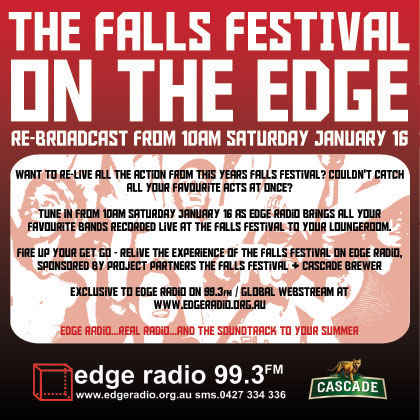 THE FALLS FESTIVAL
ON THE EDGE
RE-BROADCAST FROM 10AM SATURDAY JANUARY 16
WANT TO RE-LIVE ALL THE ACTION FROM THIS YEARS FALLS FESTIVAL? COULDN'T CATCH
ALL YOUR FAVOURITE ACTS AT ONCE?
TUNE IN FROM 10AM SATURDAY JANUARY 16 AS EDGE RADIO BRINGS ALL YOUR
FAVOURITE BANDS RECORDED LIVE AT THE FALLS FESTIVAL TO YOUR LOUNGEROOM.
FIRE UP YOUR GET GO - RELIVE THE EXPERIENCE OF THE FALLS FESTIVAL ON EDGE RADIO,
SPONSORED BY PROJECT PARTNERS THE FALLS FESTIVAL + CASCADE BREWER
EXCLUSIVE TO EDGE RADIO ON 99.3FM / GLOBAL WEBSTREAM AT
WWW.EDGERADIO.ORG.AU
EDGE RADIO...REAL RADIO...AND THE SOUNDTRACK TO YOUR SUMMER
edge radio 99.3FM
www.edgeradio.org.au sms.0427 334 336
CASCADE